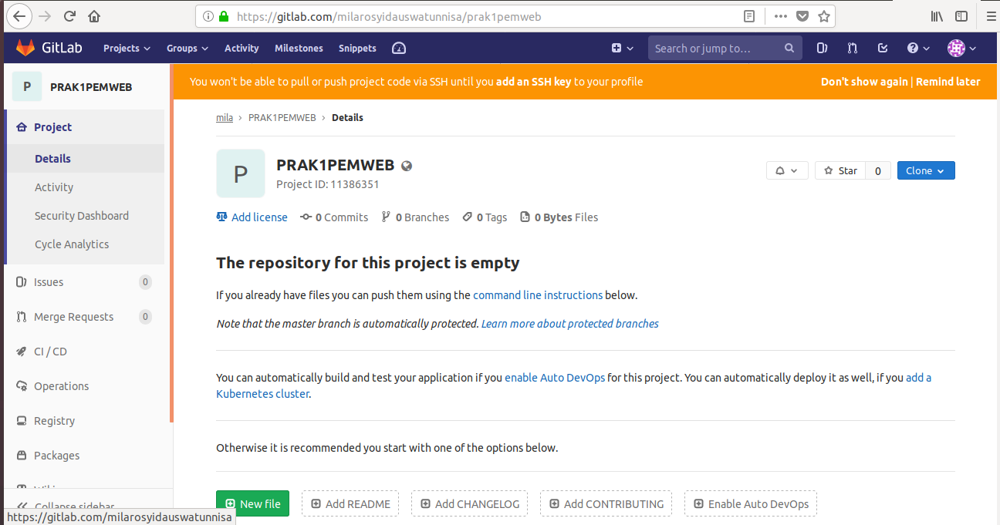 https://gitlab.com/milarosyidauswatunnisa/prak1pemweb
GitLab Projects Groups Activity Milestones Snippets Search or jump to…
P PRAK1PEMWEB
You won't be able to pull or push project code via SSH until you add an SSH key to your profile Don't show again | Remind later
Project
Details
Activity
Security Dashboard
Cycle Analytics
Issues 0
Merge Requests 0
CI / CD
Operations
Registry
Packages
Wiki
Collapse sidebar
mila › PRAK1PEMWEB › Details
P
PRAK1PEMWEB
Project ID: 11386351
Star 0 Clone
Add license 0 Commits 0 Branches 0 Tags 0 Bytes Files
The repository for this project is empty
If you already have files you can push them using the command line instructions below.
Note that the master branch is automatically protected. Learn more about protected branches
You can automatically build and test your application if you enable Auto DevOps for this project. You can automatically deploy it as well, if you add a
Kubernetes cluster.
Otherwise it is recommended you start with one of the options below.
New file Add README Add CHANGELOG Add CONTRIBUTING Enable Auto DevOps
https://gitlab.com/milarosyidauswatunnisa